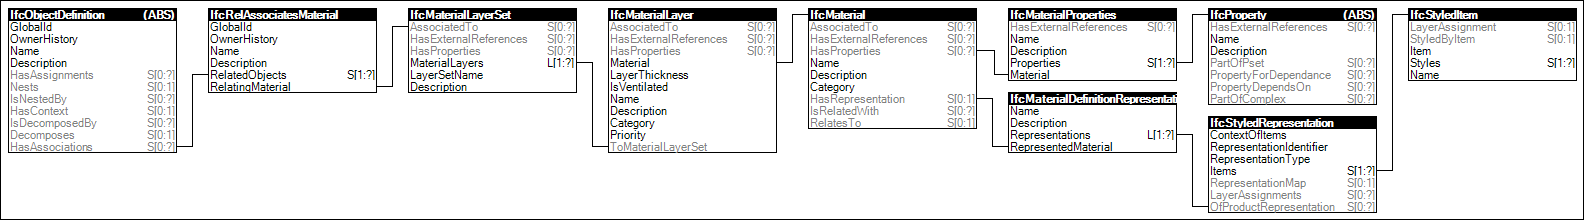 IfcObjectDefinition (ABS)
GlobalId
OwnerHistory
Name
Description
HasAssignments S[0:?]
Nests S[0:1]
IsNestedBy S[0:?]
HasContext S[0:1]
IsDecomposedBy S[0:?]
Decomposes S[0:1]
HasAssociations S[0:?]
IfcRelAssociatesMaterial
GlobalId
OwnerHistory
Name
Description
RelatedObjects S[1:?]
RelatingMaterial
IfcMaterialLayerSet
AssociatedTo S[0:?]
HasExternalReferences S[0:?]
HasProperties S[0:?]
MaterialLayers L[1:?]
LayerSetName
Description
IfcMaterialLayer
AssociatedTo S[0:?]
HasExternalReferences S[0:?]
HasProperties S[0:?]
Material
LayerThickness
IsVentilated
Name
Description
Category
Priority
ToMaterialLayerSet
IfcMaterial
AssociatedTo S[0:?]
HasExternalReferences S[0:?]
HasProperties S[0:?]
Name
Description
Category
HasRepresentation S[0:1]
IsRelatedWith S[0:?]
RelatesTo S[0:1]
IfcMaterialProperties
HasExternalReferences S[0:?]
Name
Description
Properties S[1:?]
Material
IfcMaterialDefinitionRepresentati
Name
Description
Representations L[1:?]
RepresentedMaterial
IfcProperty (ABS)
HasExternalReferences S[0:?]
Name
Description
PartOfPset S[0:?]
PropertyForDependance S[0:?]
PropertyDependsOn S[0:?]
PartOfComplex S[0:?]
IfcStyledRepresentation
ContextOfItems
RepresentationIdentifier
RepresentationType
Items S[1:?]
RepresentationMap S[0:1]
LayerAssignments S[0:?]
OfProductRepresentation S[0:?]
IfcStyledItem
LayerAssignment S[0:1]
StyledByItem S[0:1]
Item
Styles S[1:?]
Name